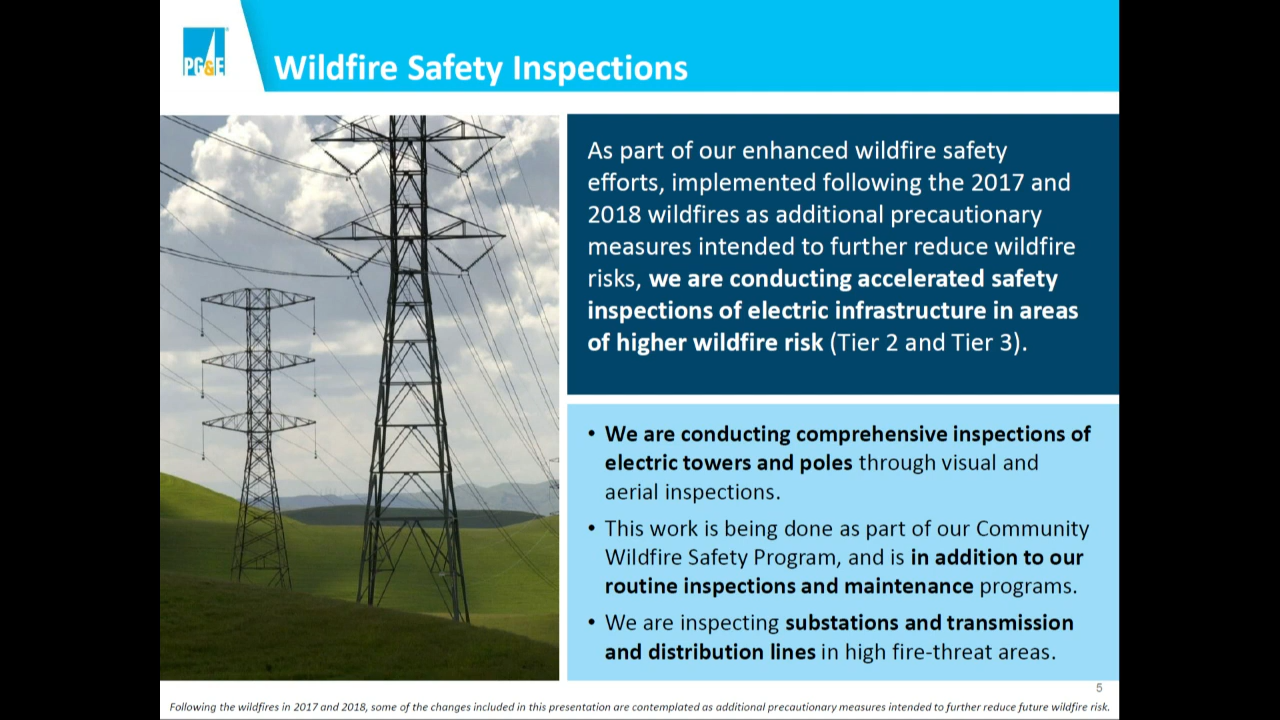 PG&E
Wildfire Safety Inspections
As part of our enhanced wildfire safety
efforts, implemented following the 2017 and
2018 wildfires as additional precautionary
measures intended to further reduce wildfire
risks, we are conducting accelerated safety
inspections of electric infrastructure in areas
of higher wildfire risk (Tier 2 and Tier 3).
• We are conducting comprehensive inspections of
electric towers and poles through visual and
aerial inspections.
• This work is being done as part of our Community
Wildfire Safety Program, and is in addition to our
routine inspections and maintenance programs.
• We are inspecting substations and transmission
and distribution lines in high fire-threat areas.
5
Following the wildfires in 2017 and 2018, some of the changes included in this presentation are contemplated as additional precautionary measures intended to further reduce future wildfire risk.